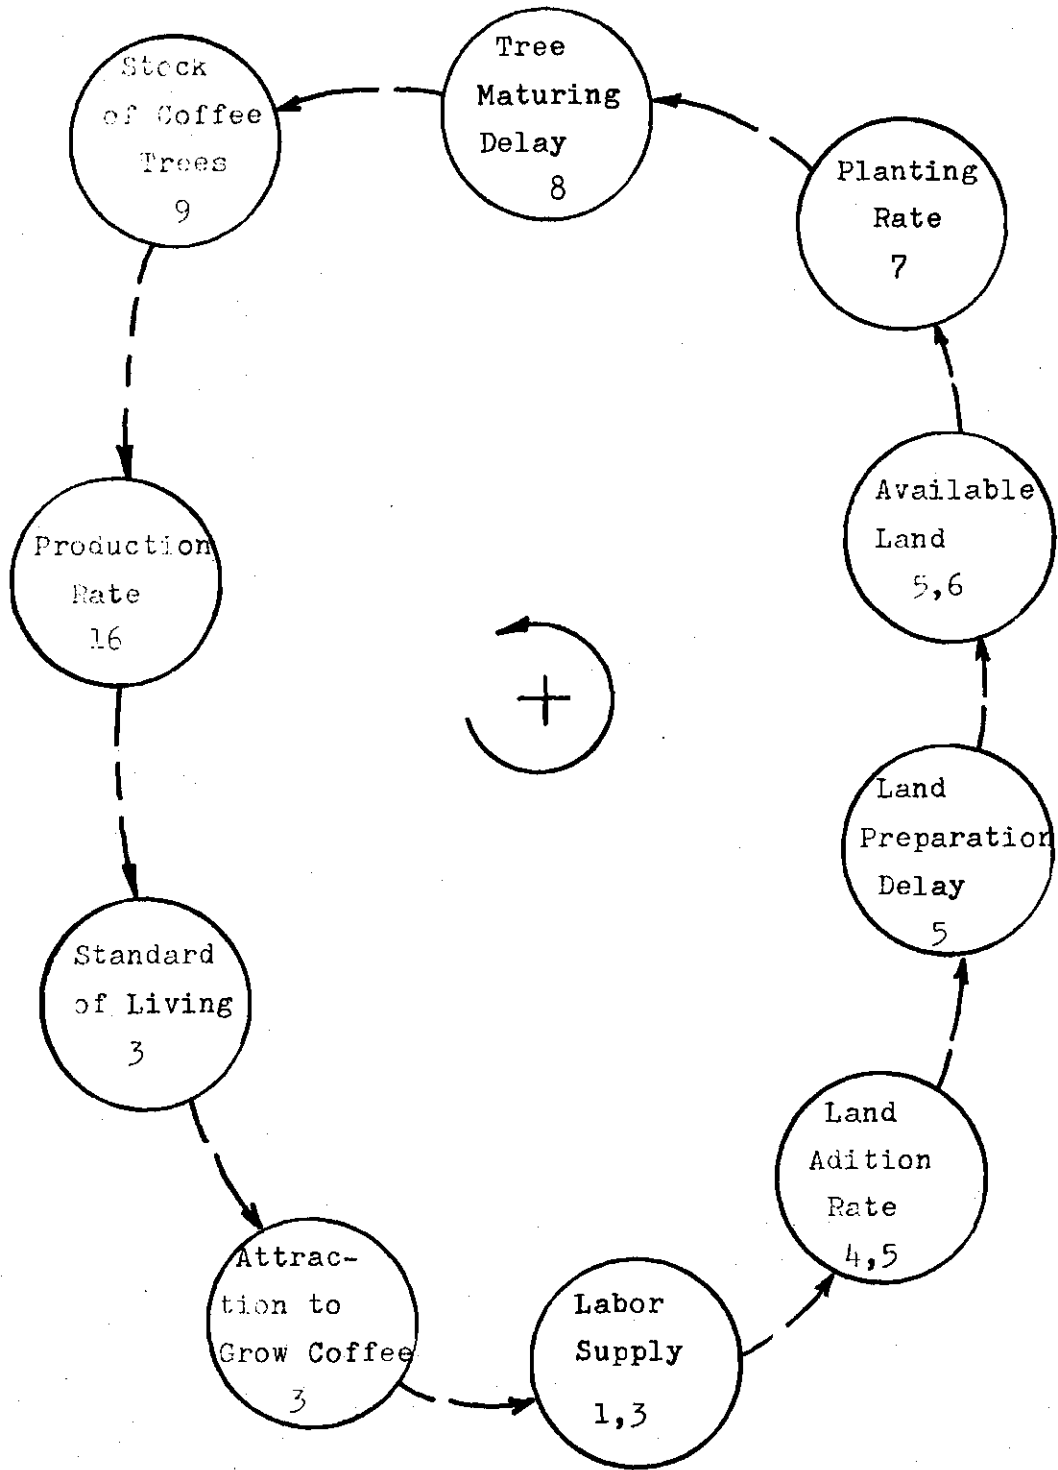 Stock
of Coffee
Trees
9
Tree
Maturing
Delay
8
Planting
Rate
7
Available
Land
5,6
Land
Preparation
Delay
5
Land
Adition
Rate
4,5
Labor
Supply
1,3
Attrac-
tion to
Grow Coffee
3
Standard
of Living
3
Production
Rate
16
+